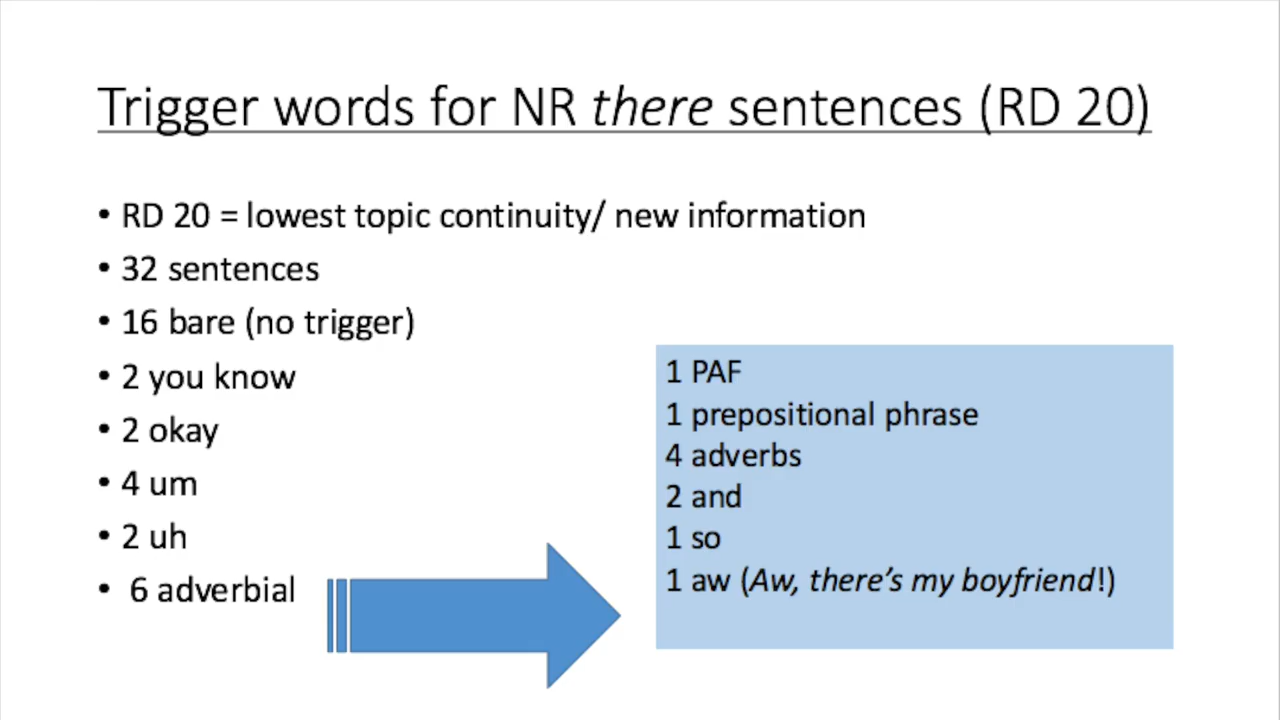 Trigger words for NR there sentences (RD 20)
• RD 20 = lowest topic continuity/ new information
• 32 sentences
• 16 bare (no trigger)
• 2 you know
• 2 okay
• 4 um
• 2 uh
• 6 adverbial
1 PAF
1 prepositional phrase
4 adverbs
2 and
1 so
1 aw (Aw, there’s my boyfriend!)